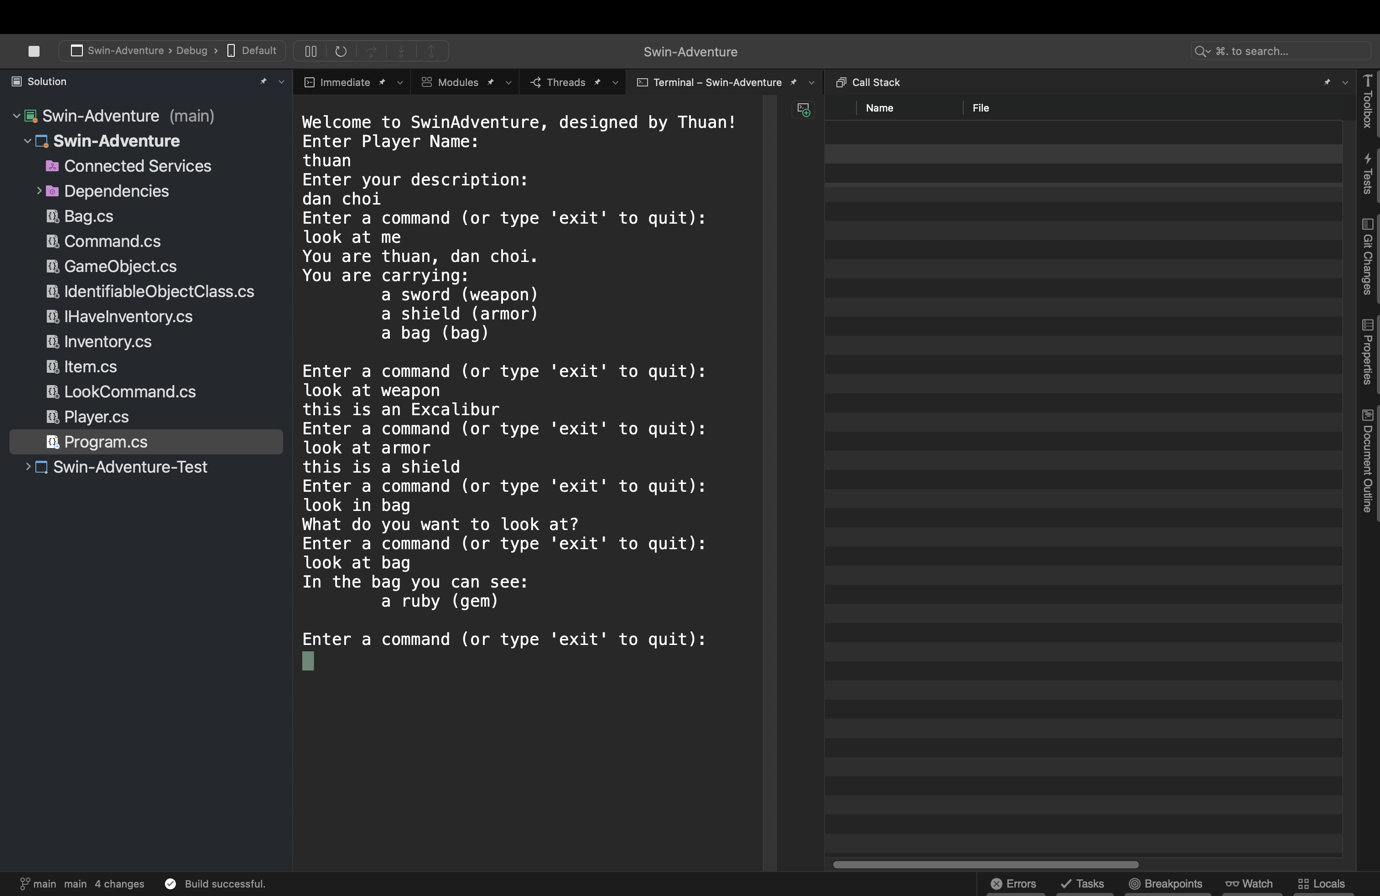 Swin-Adventure › Debug › Default
Swin-Adventure
⌘. to search...
Solution
Immediate
Modules
Threads
Terminal – Swin-Adventure
Call Stack
Name
File
Swin-Adventure (main)
Swin-Adventure
Connected Services
Dependencies
Bag.cs
Command.cs
GameObject.cs
IdentifiableObjectClass.cs
IHaveInventory.cs
Inventory.cs
Item.cs
LookCommand.cs
Player.cs
Program.cs
Swin-Adventure-Test
Welcome to SwinAdventure, designed by Thuan!
Enter Player Name:
thuan
Enter your description:
dan choi
Enter a command (or type 'exit' to quit):
look at me
You are thuan, dan choi.
You are carrying:
a sword (weapon)
a shield (armor)
a bag (bag)
Enter a command (or type 'exit' to quit):
look at weapon
this is an Excalibur
Enter a command (or type 'exit' to quit):
look at armor
this is a shield
Enter a command (or type 'exit' to quit):
look in bag
What do you want to look at?
Enter a command (or type 'exit' to quit):
look at bag
In the bag you can see:
a ruby (gem)
Enter a command (or type 'exit' to quit):
Toolbox
Tests
Git Changes
Properties
Document Outline
main main 4 changes
Build successful.
Errors
Tasks
Breakpoints
Watch
Locals